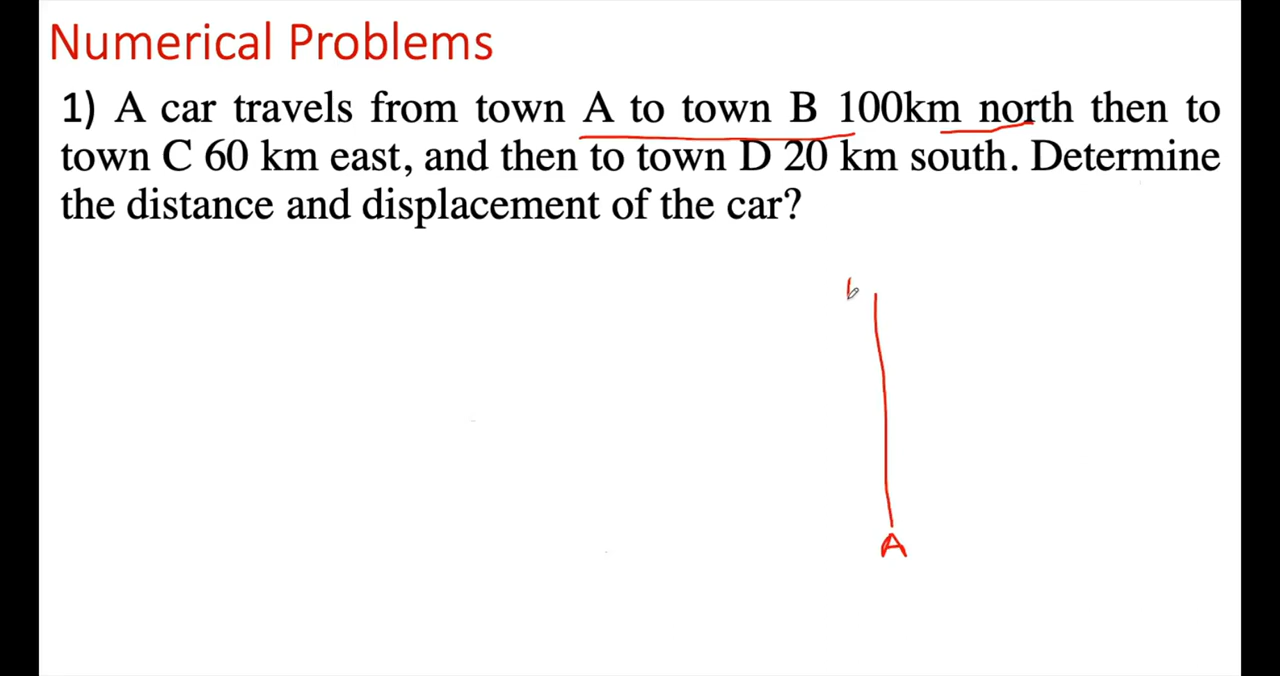 Numerical Problems
1) A car travels from town A to town B 100km north then to
town C 60 km east, and then to town D 20 km south. Determine
the distance and displacement of the car?
b
A